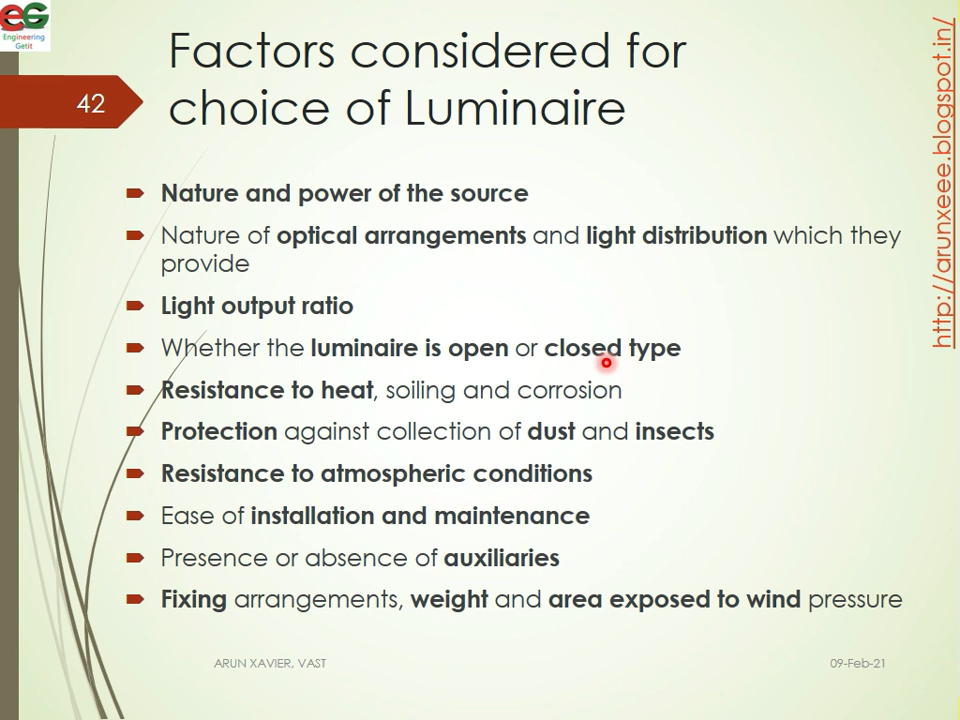 eG
Engineering
Getit
Factors considered for
choice of Luminaire
42
Nature and power of the source
Nature of optical arrangements and light distribution which they
provide
Light output ratio
Whether the luminaire is open or closed type
Resistance to heat, soiling and corrosion
Protection against collection of dust and insects
Resistance to atmospheric conditions
Ease of installation and maintenance
Presence or absence of auxiliaries
Fixing arrangements, weight and area exposed to wind pressure
http://arunxeee.blogspot.in/
ARUN XAVIER, VAST
09-Feb-21